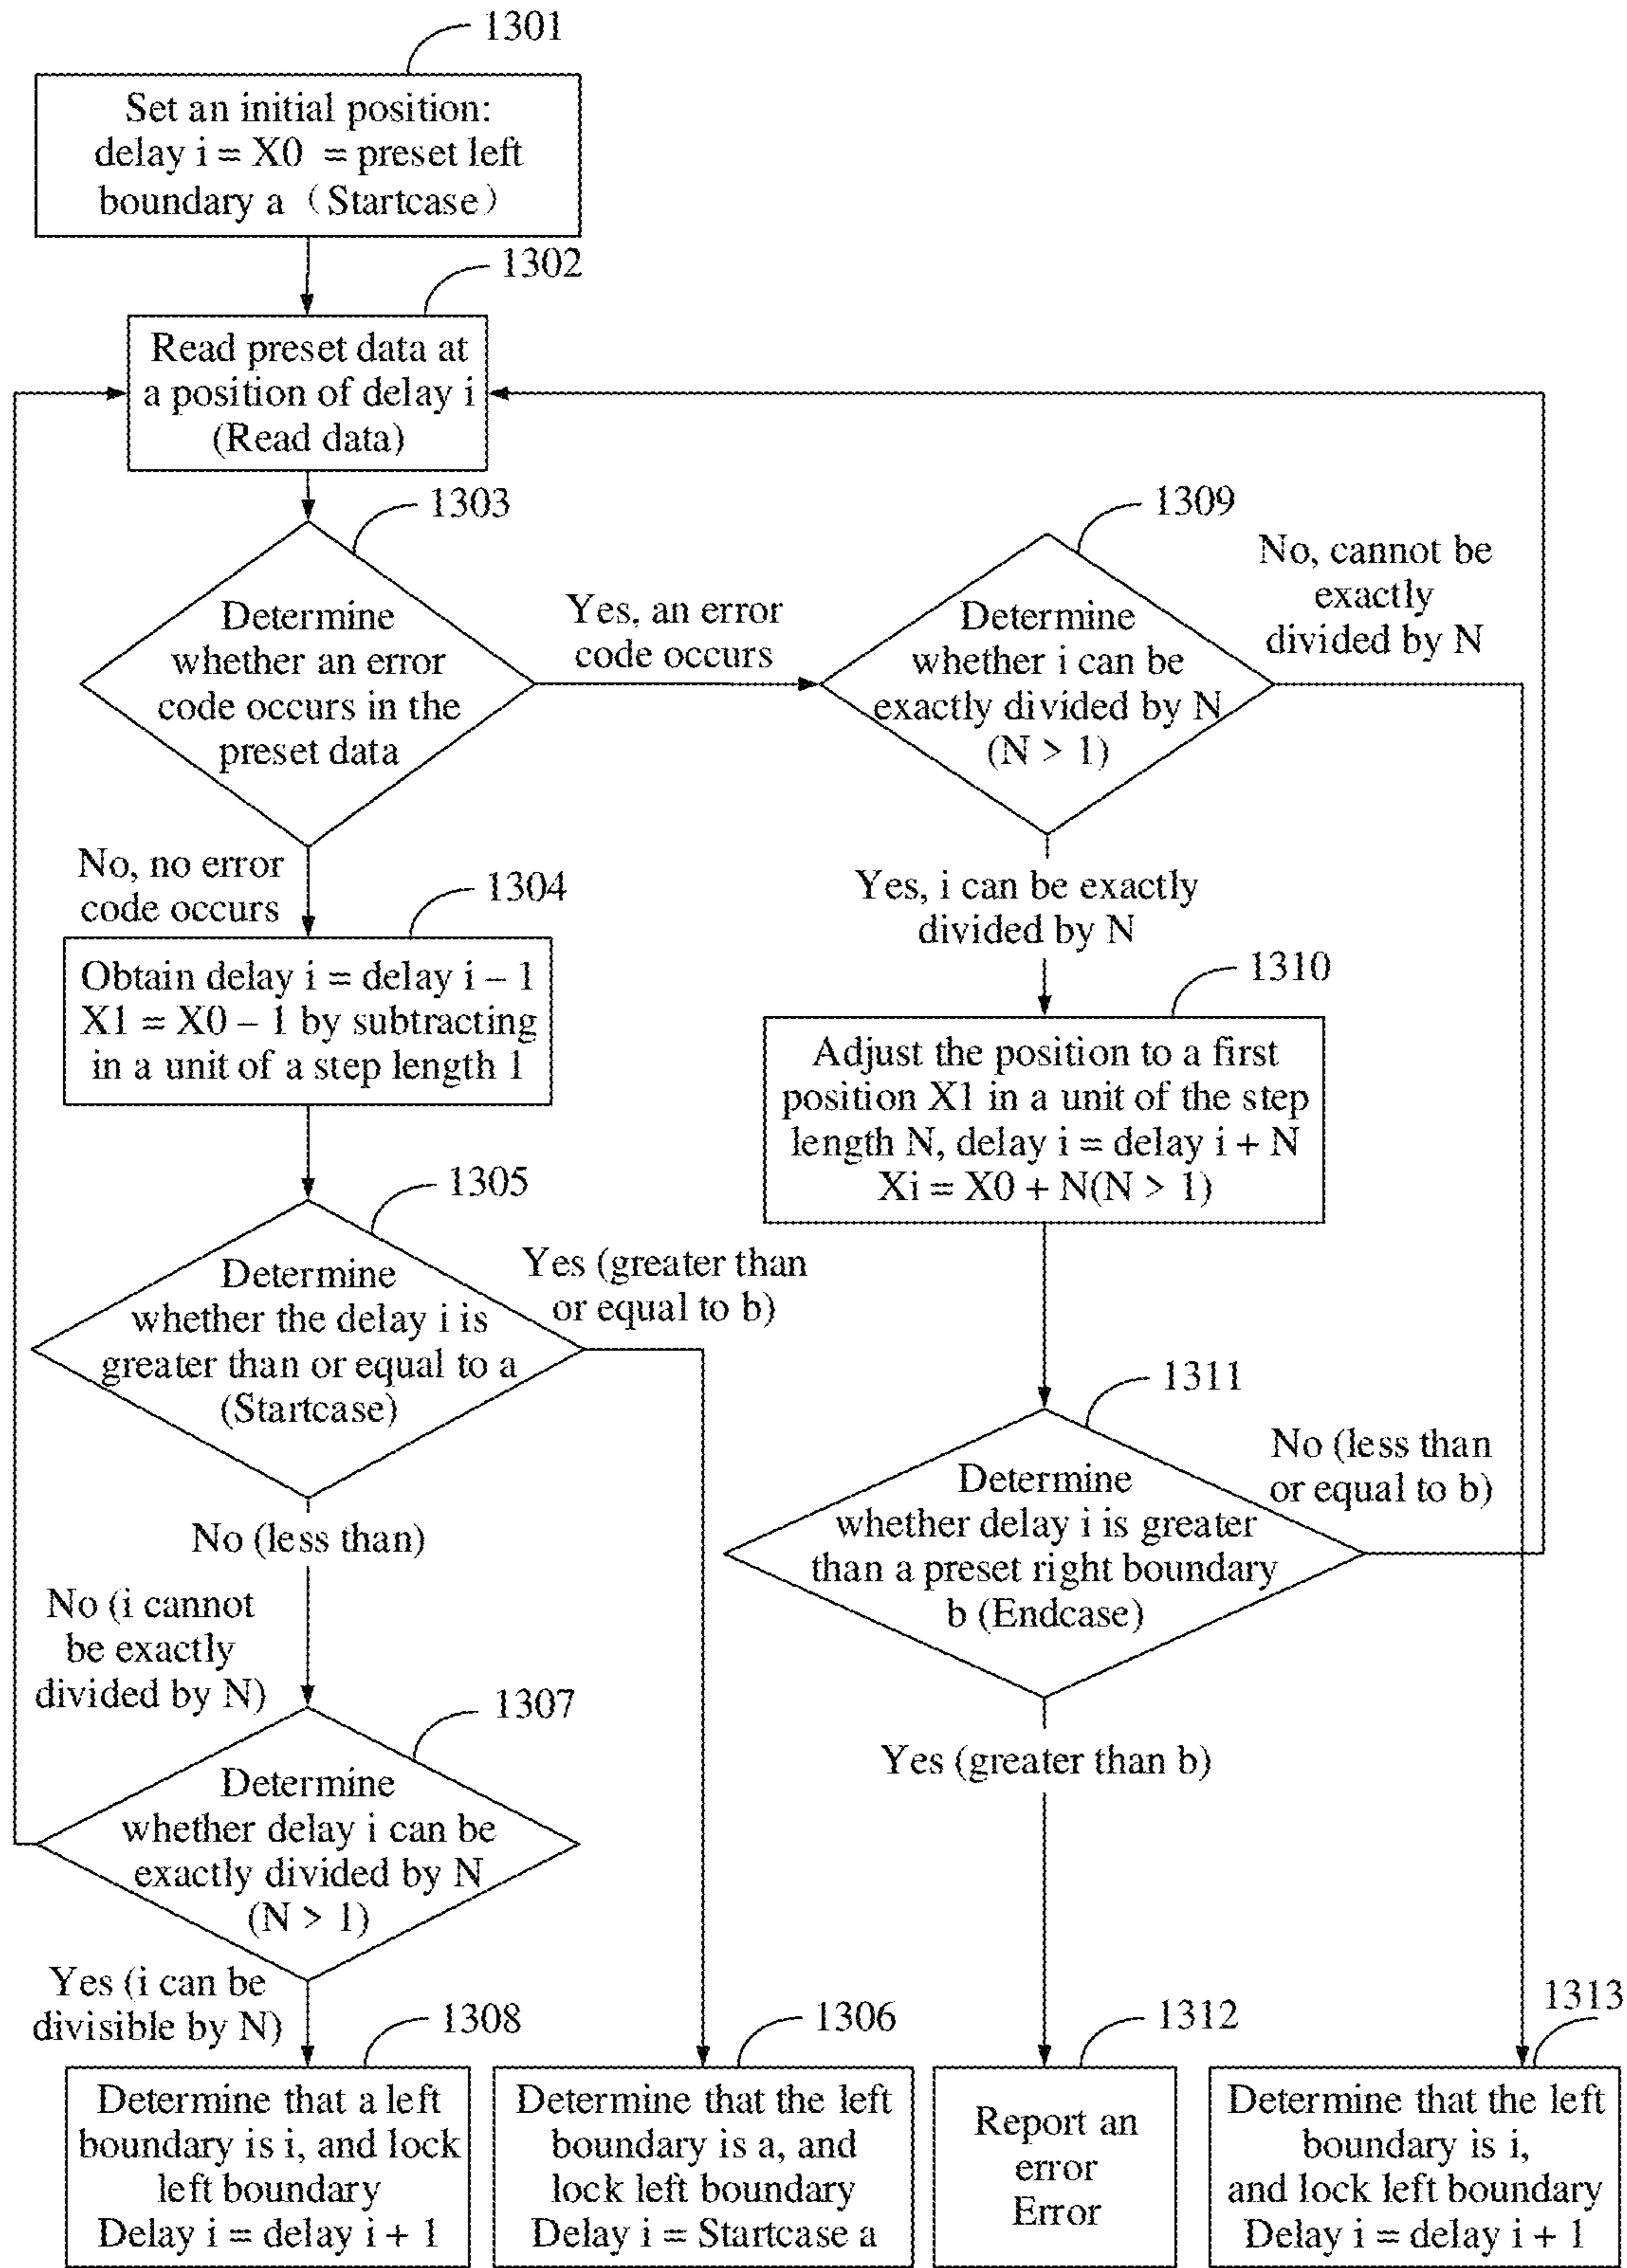 1301
Set an initial position:
delay i = X0 = preset left
boundary a (Startcase)
1302
Read preset data at
a position of delay i
(Read data)
1303
Determine
whether an error
code occurs in the
preset data
Yes, an error
code occurs
1309
Determine
whether i can be
exactly divided by N
(N > 1)
No, cannot be
exactly
divided by N
No, no error
code occurs
1304
Obtain delay i = delay i – 1
X1 = X0 – 1 by subtracting
in a unit of a step length 1
Yes, i can be exactly
divided by N
1310
Adjust the position to a first
position X1 in a unit of the step
length N, delay i = delay i + N
Xi = X0 + N(N > 1)
1305
Determine
whether the delay i is
greater than or equal to a
(Startcase)
Yes (greater than
or equal to b)
1311
Determine
whether delay i is greater
than a preset right boundary
b (Endcase)
No (less than
or equal to b)
No (less than)
No (i cannot
be exactly
divided by N)
1307
Determine
whether delay i can be
exactly divided by N
(N > 1)
Yes (greater than b)
Yes (i can be
divisible by N)
1308
Determine that a left
boundary is i, and lock
left boundary
Delay i = delay i + 1
1306
Determine that the left
boundary is a, and
lock left boundary
Delay i = Startcase a
1312
Report an
error
Error
1313
Determine that the left
boundary is i,
and lock left boundary
Delay i = delay i + 1